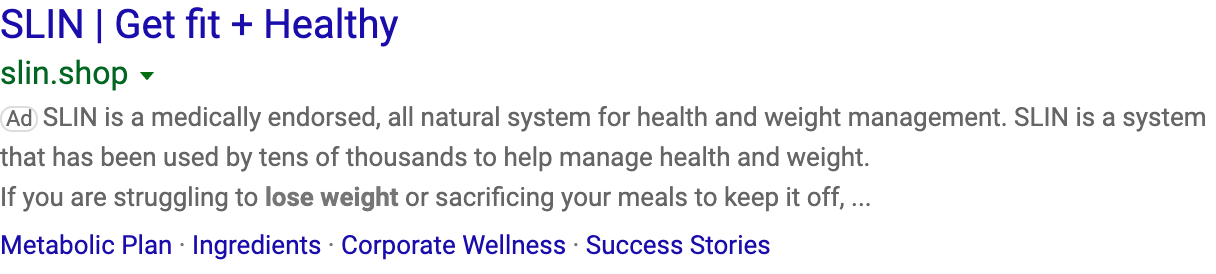 SLIN | Get fit + Healthy
slin.shop
Ad SLIN is a medically endorsed, all natural system for health and weight management. SLIN is a system
that has been used by tens of thousands to help manage health and weight.
If you are struggling to lose weight or sacrificing your meals to keep it off, ...
Metabolic Plan · Ingredients · Corporate Wellness · Success Stories